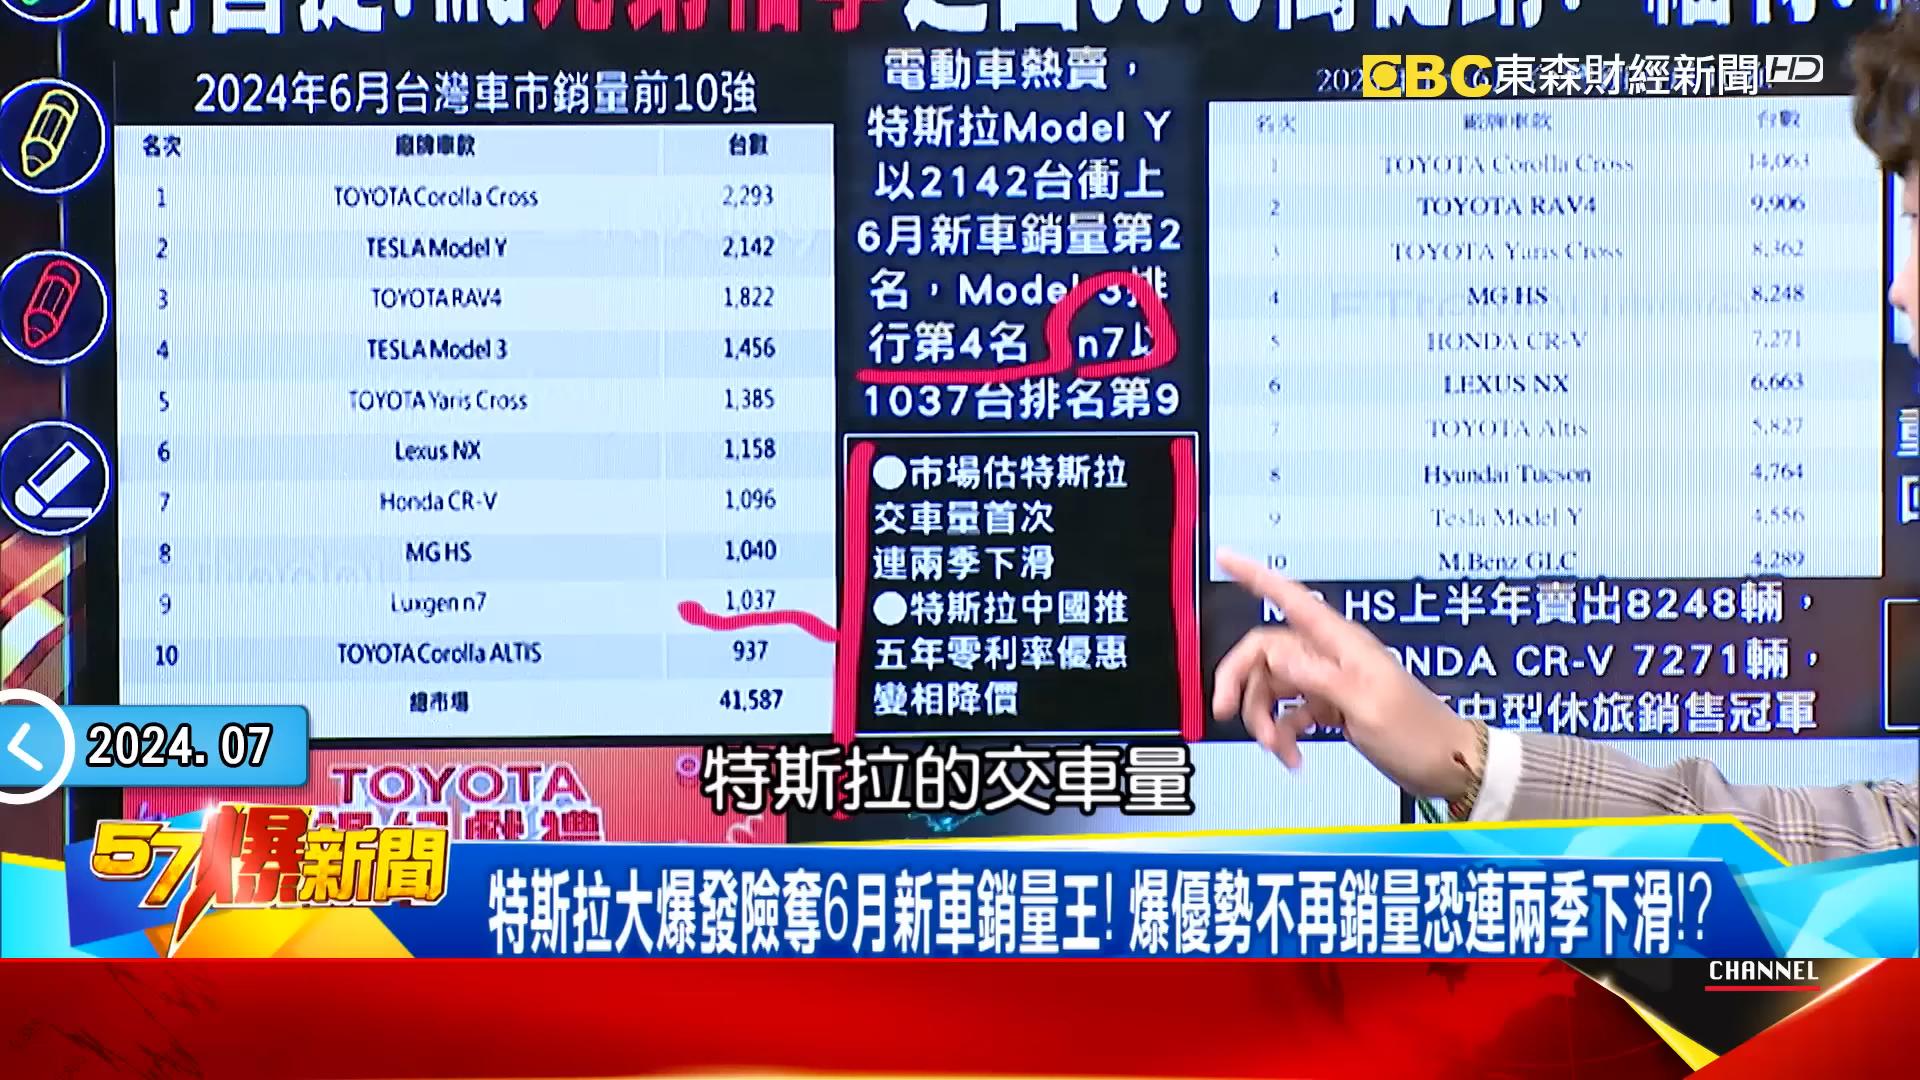 EBC東森財經新聞HD
2024年6月台灣車市銷量前10強
名次 廠牌車款 台數
1 TOYOTA Corolla Cross 2,293
2 TESLA Model Y 2,142
3 TOYOTA RAV4 1,822
4 TESLA Model 3 1,456
5 TOYOTA Yaris Cross 1,385
6 Lexus NX 1,158
7 Honda CR-V 1,096
8 MG HS 1,040
9 Luxgen n7 1,037
10 TOYOTA Corolla ALTIS 937
總市場 41,587
電動車熱賣，
特斯拉Model Y
以2142台衝上
6月新車銷量第2
名，Model 3排
行第4名 n7以
1037台排名第9
●市場估特斯拉
交車量首次
連兩季下滑
●特斯拉中國推
五年零利率優惠
變相降價
名次 廠牌車款 台數
1 TOYOTA Corolla Cross 14,063
2 TOYOTA RAV4 9,906
3 TOYOTA Yaris Cross 8,362
4 MG HS 8,248
5 HONDA CR-V 7,271
6 LEXUS NX 6,663
7 TOYOTA Altis 5,827
8 Hyundai Tucson 4,764
9 Tesla Model Y 4,556
10 M.Benz GLC 4,289
HS上半年賣出8248輛，
ONDA CR-V 7271輛，
中型休旅銷售冠軍
2024.07
TOYOTA
特斯拉的交車量
57爆新聞
特斯拉大爆發險奪6月新車銷量王!爆優勢不再銷量恐連兩季下滑!?
CHANNEL